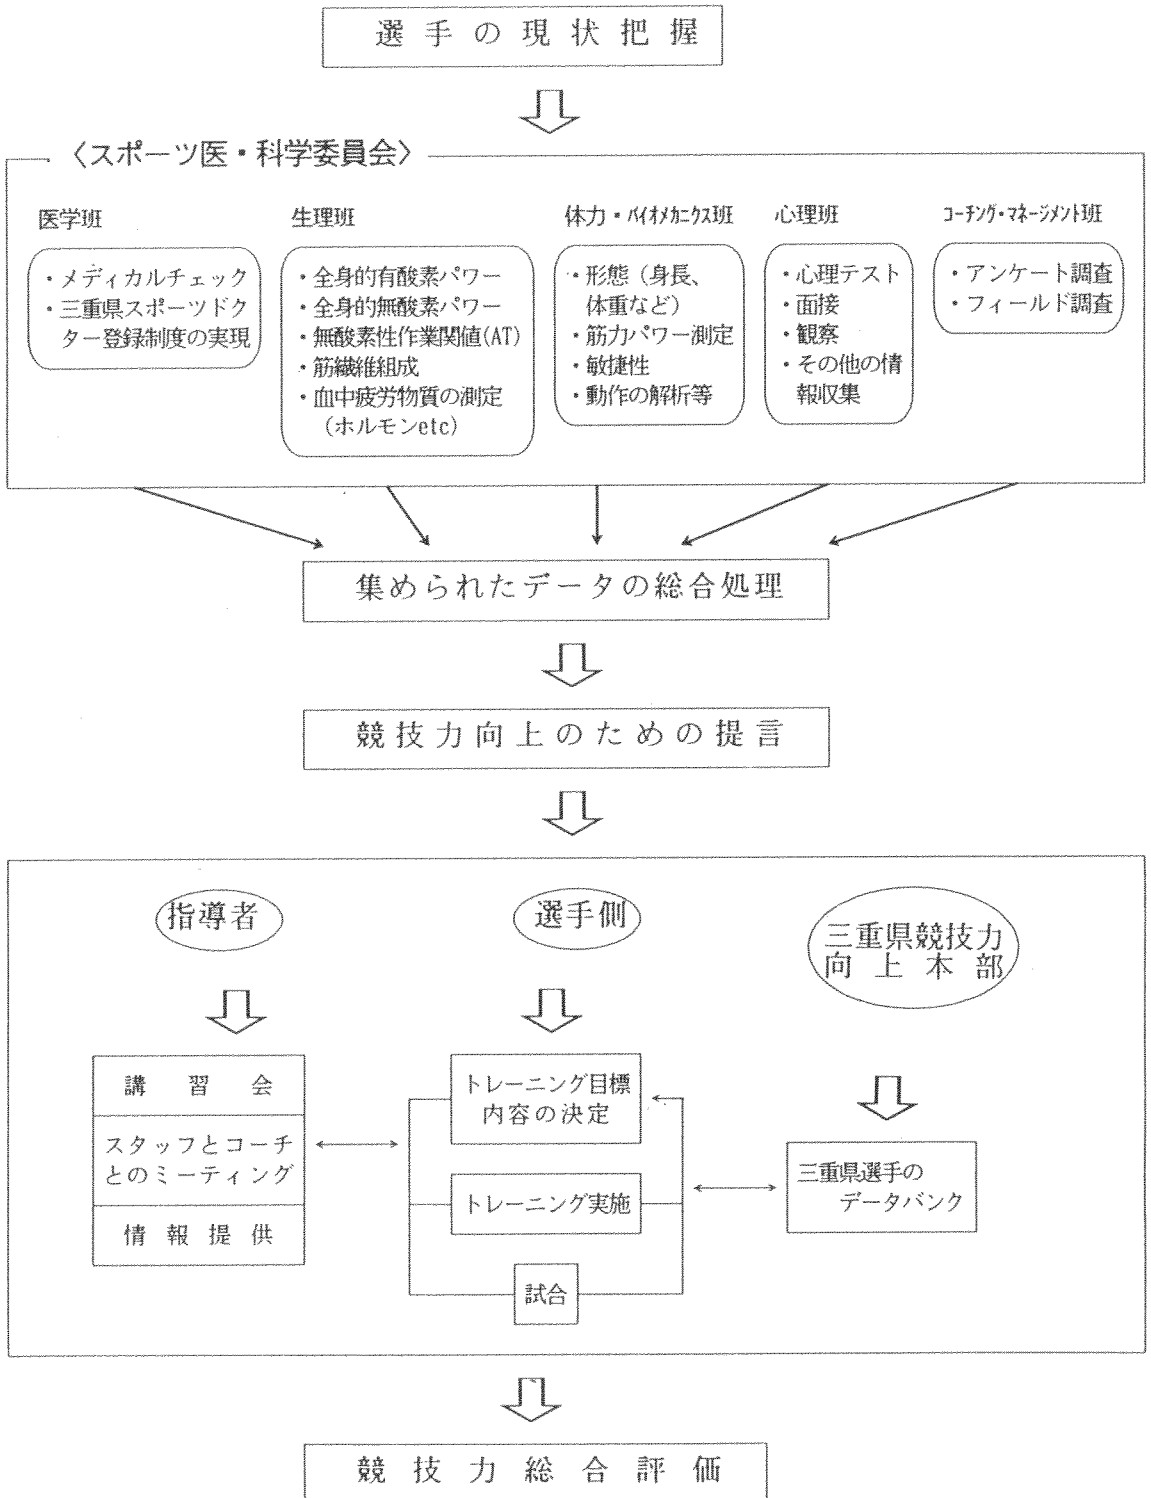 選手の現状把握
〈スポーツ医・科学委員会〉
医学班
・メディカルチェック
・三重県スポーツドク
ター登録制度の実現
生理班
・全身的有酸素パワー
・全身的無酸素パワー
・無酸素性作業関値(AT)
・筋繊維組成
・血中疲労物質の測定
(ホルモンetc)
体力・バイオメカニクス班
・形態(身長、
体重など)
・筋力パワー測定
・敏捷性
・動作の解析等
心理班
・心理テスト
・面接
・観察
・その他の情
報収集
コーチング・マネージメント班
・アンケート調査
・フィールド調査
集められたデータの総合処理
競技力向上のための提言
指導者
講習会
スタッフとコーチ
とのミーティング
情報提供
選手側
トレーニング目標
内容の決定
トレーニング実施
試合
三重県競技力
向上本部
三重県選手の
データバンク
競技力総合評価